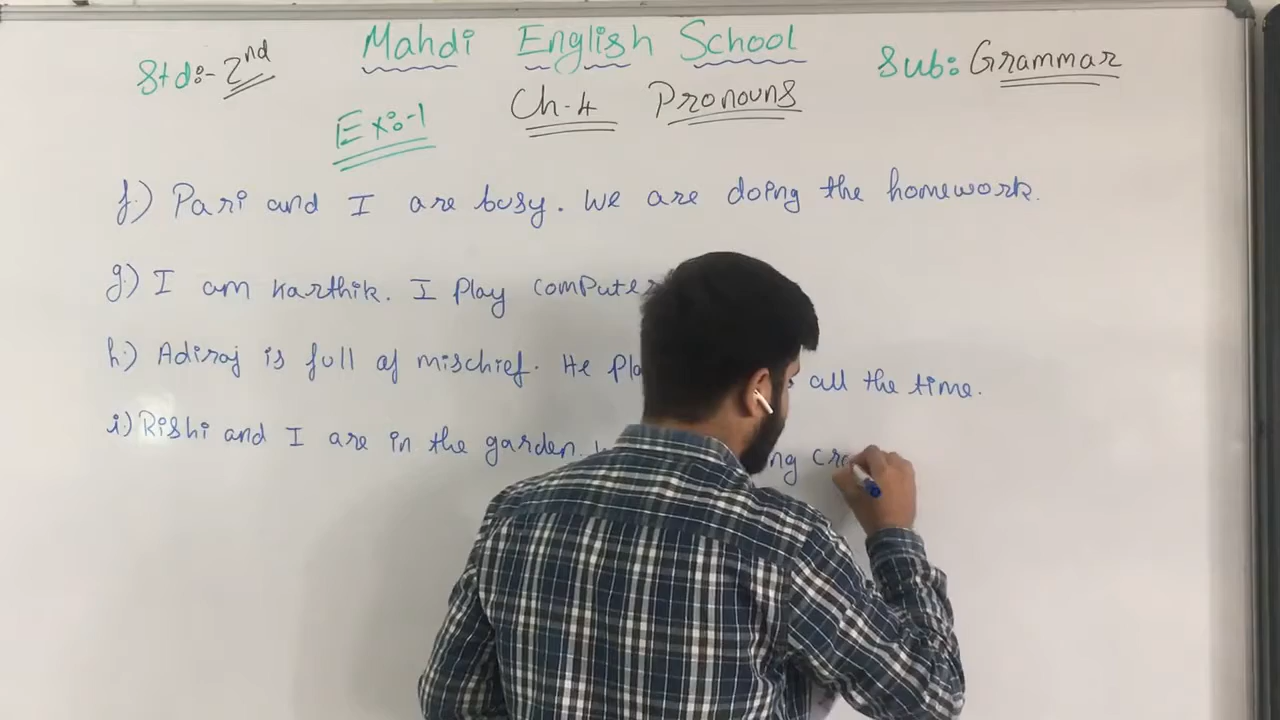 Std:- 2nd
Mahdi English School
Sub: Grammar
Ex:-1
Ch-4 Pronouns
f.) Pari and I are busy. We are doing the homework.
g.) I am Karthik. I play computer
h.) Adiraj is full of mischief. He all the time.
i.) Rishi and I are in the garden.